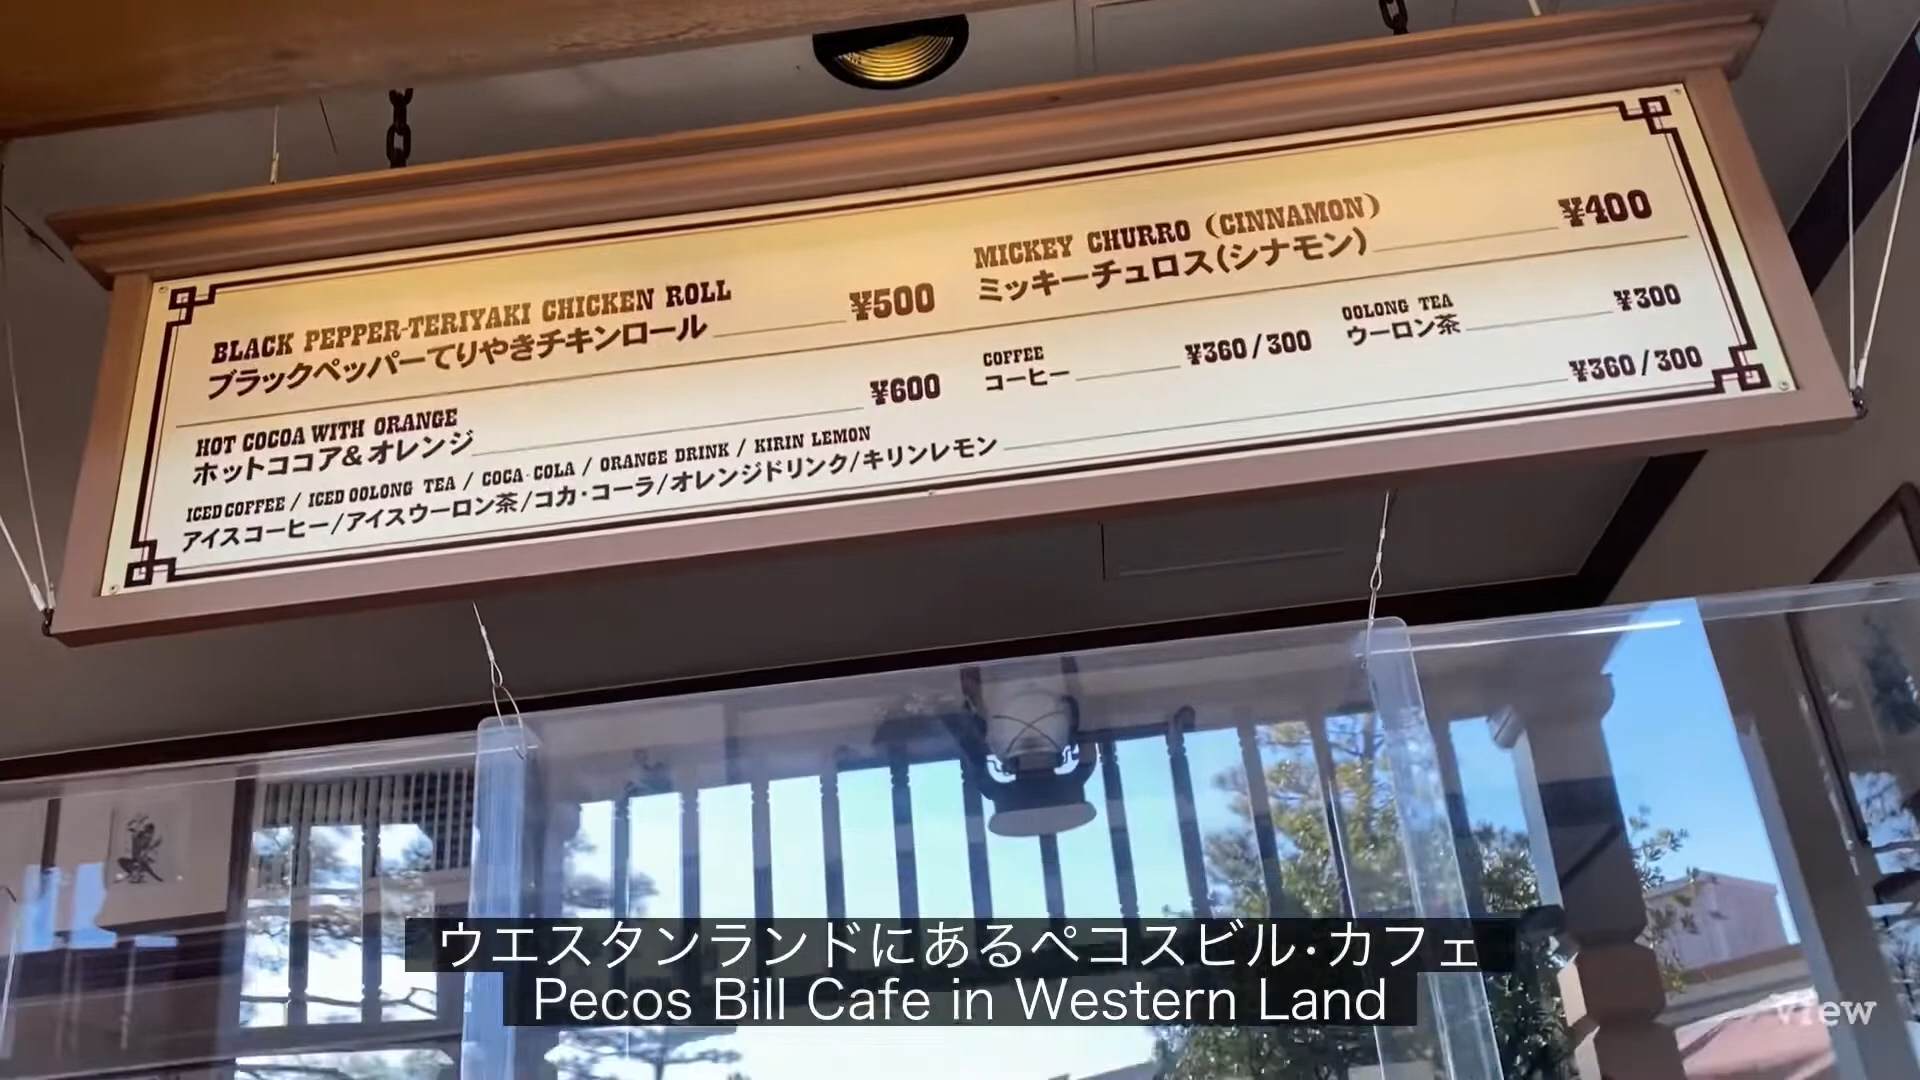 BLACK PEPPER-TERIYAKI CHICKEN ROLL
ブラックペッパーてりやきチキンロール ¥500
MICKEY CHURRO (CINNAMON)
ミッキーチュロス(シナモン) ¥400
HOT COCOA WITH ORANGE
ホットココア&オレンジ ¥600
COFFEE
コーヒー ¥360/300
OOLONG TEA
ウーロン茶 ¥300
ICED COFFEE / ICED OOLONG TEA / COCA-COLA / ORANGE DRINK / KIRIN LEMON
アイスコーヒー/アイスウーロン茶/コカ・コーラ/オレンジドリンク/キリンレモン ¥360/300
ウエスタンランドにあるペコスビル・カフェ
Pecos Bill Cafe in Western Land
view